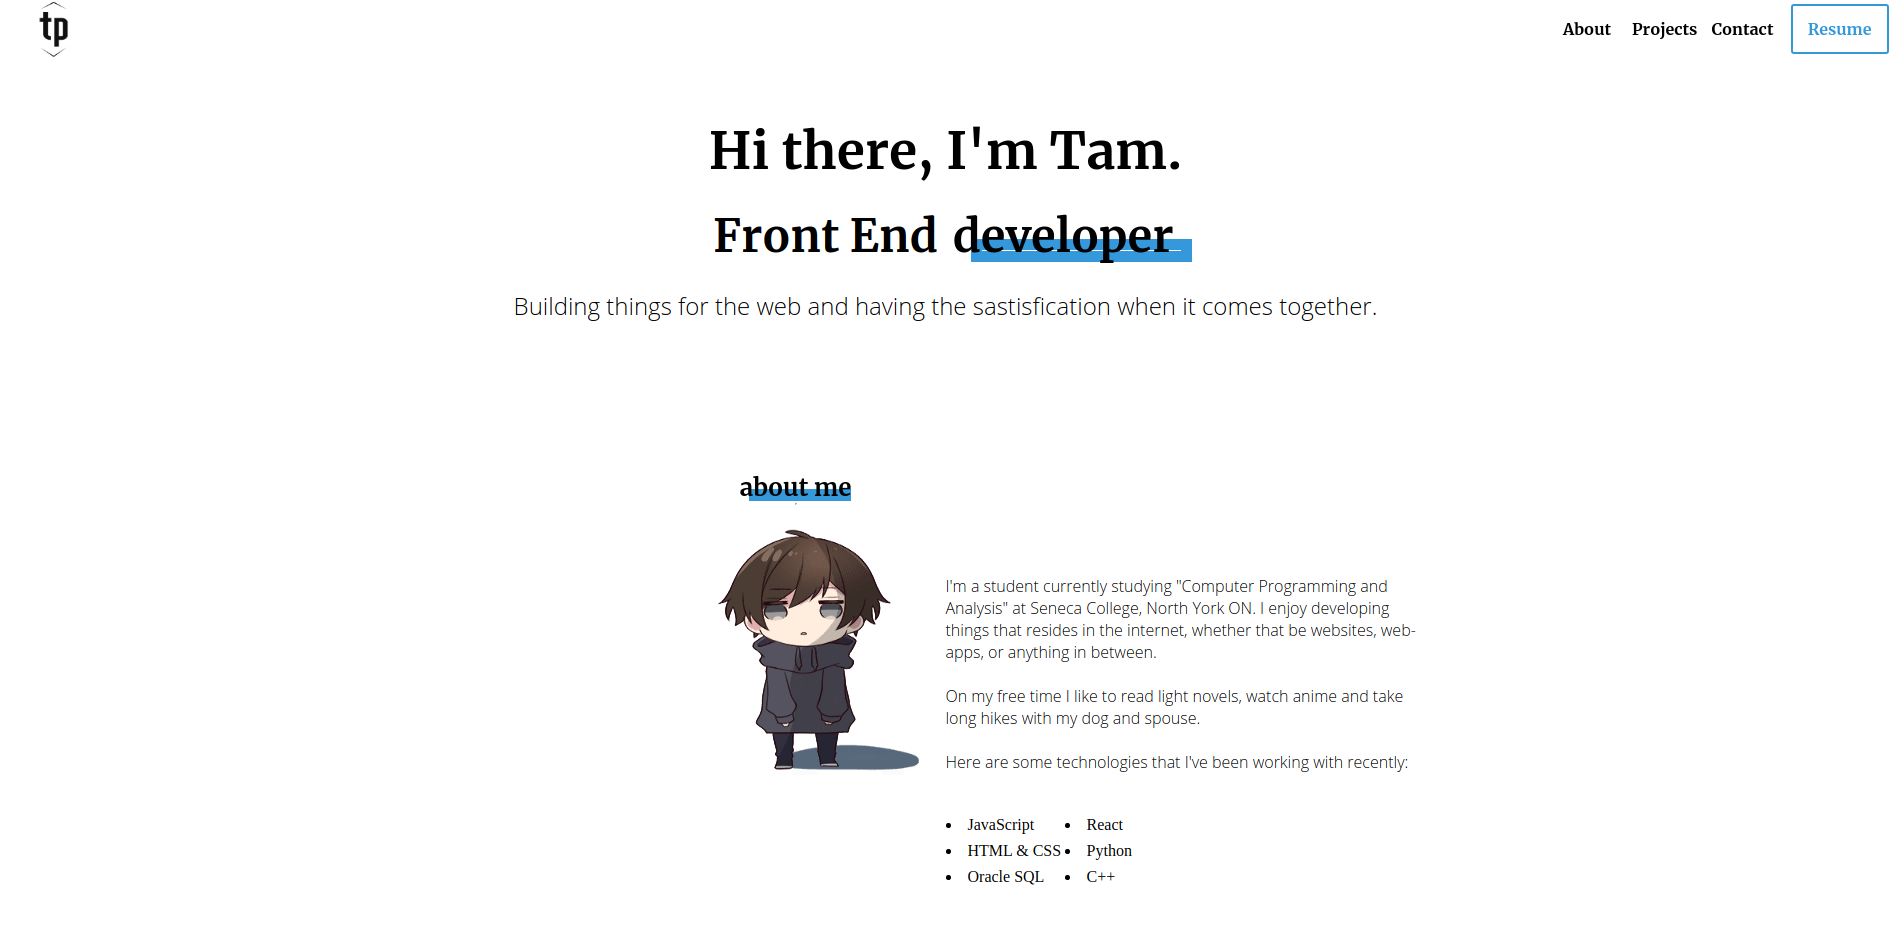 tp
About Projects Contact Resume
Hi there, I'm Tam.
Front End developer
Building things for the web and having the sastisfication when it comes together.
about me
I'm a student currently studying "Computer Programming and
Analysis" at Seneca College, North York ON. I enjoy developing
things that resides in the internet, whether that be websites, web-
apps, or anything in between.
On my free time I like to read light novels, watch anime and take
long hikes with my dog and spouse.
Here are some technologies that I've been working with recently:
• JavaScript • React
• HTML & CSS • Python
• Oracle SQL • C++